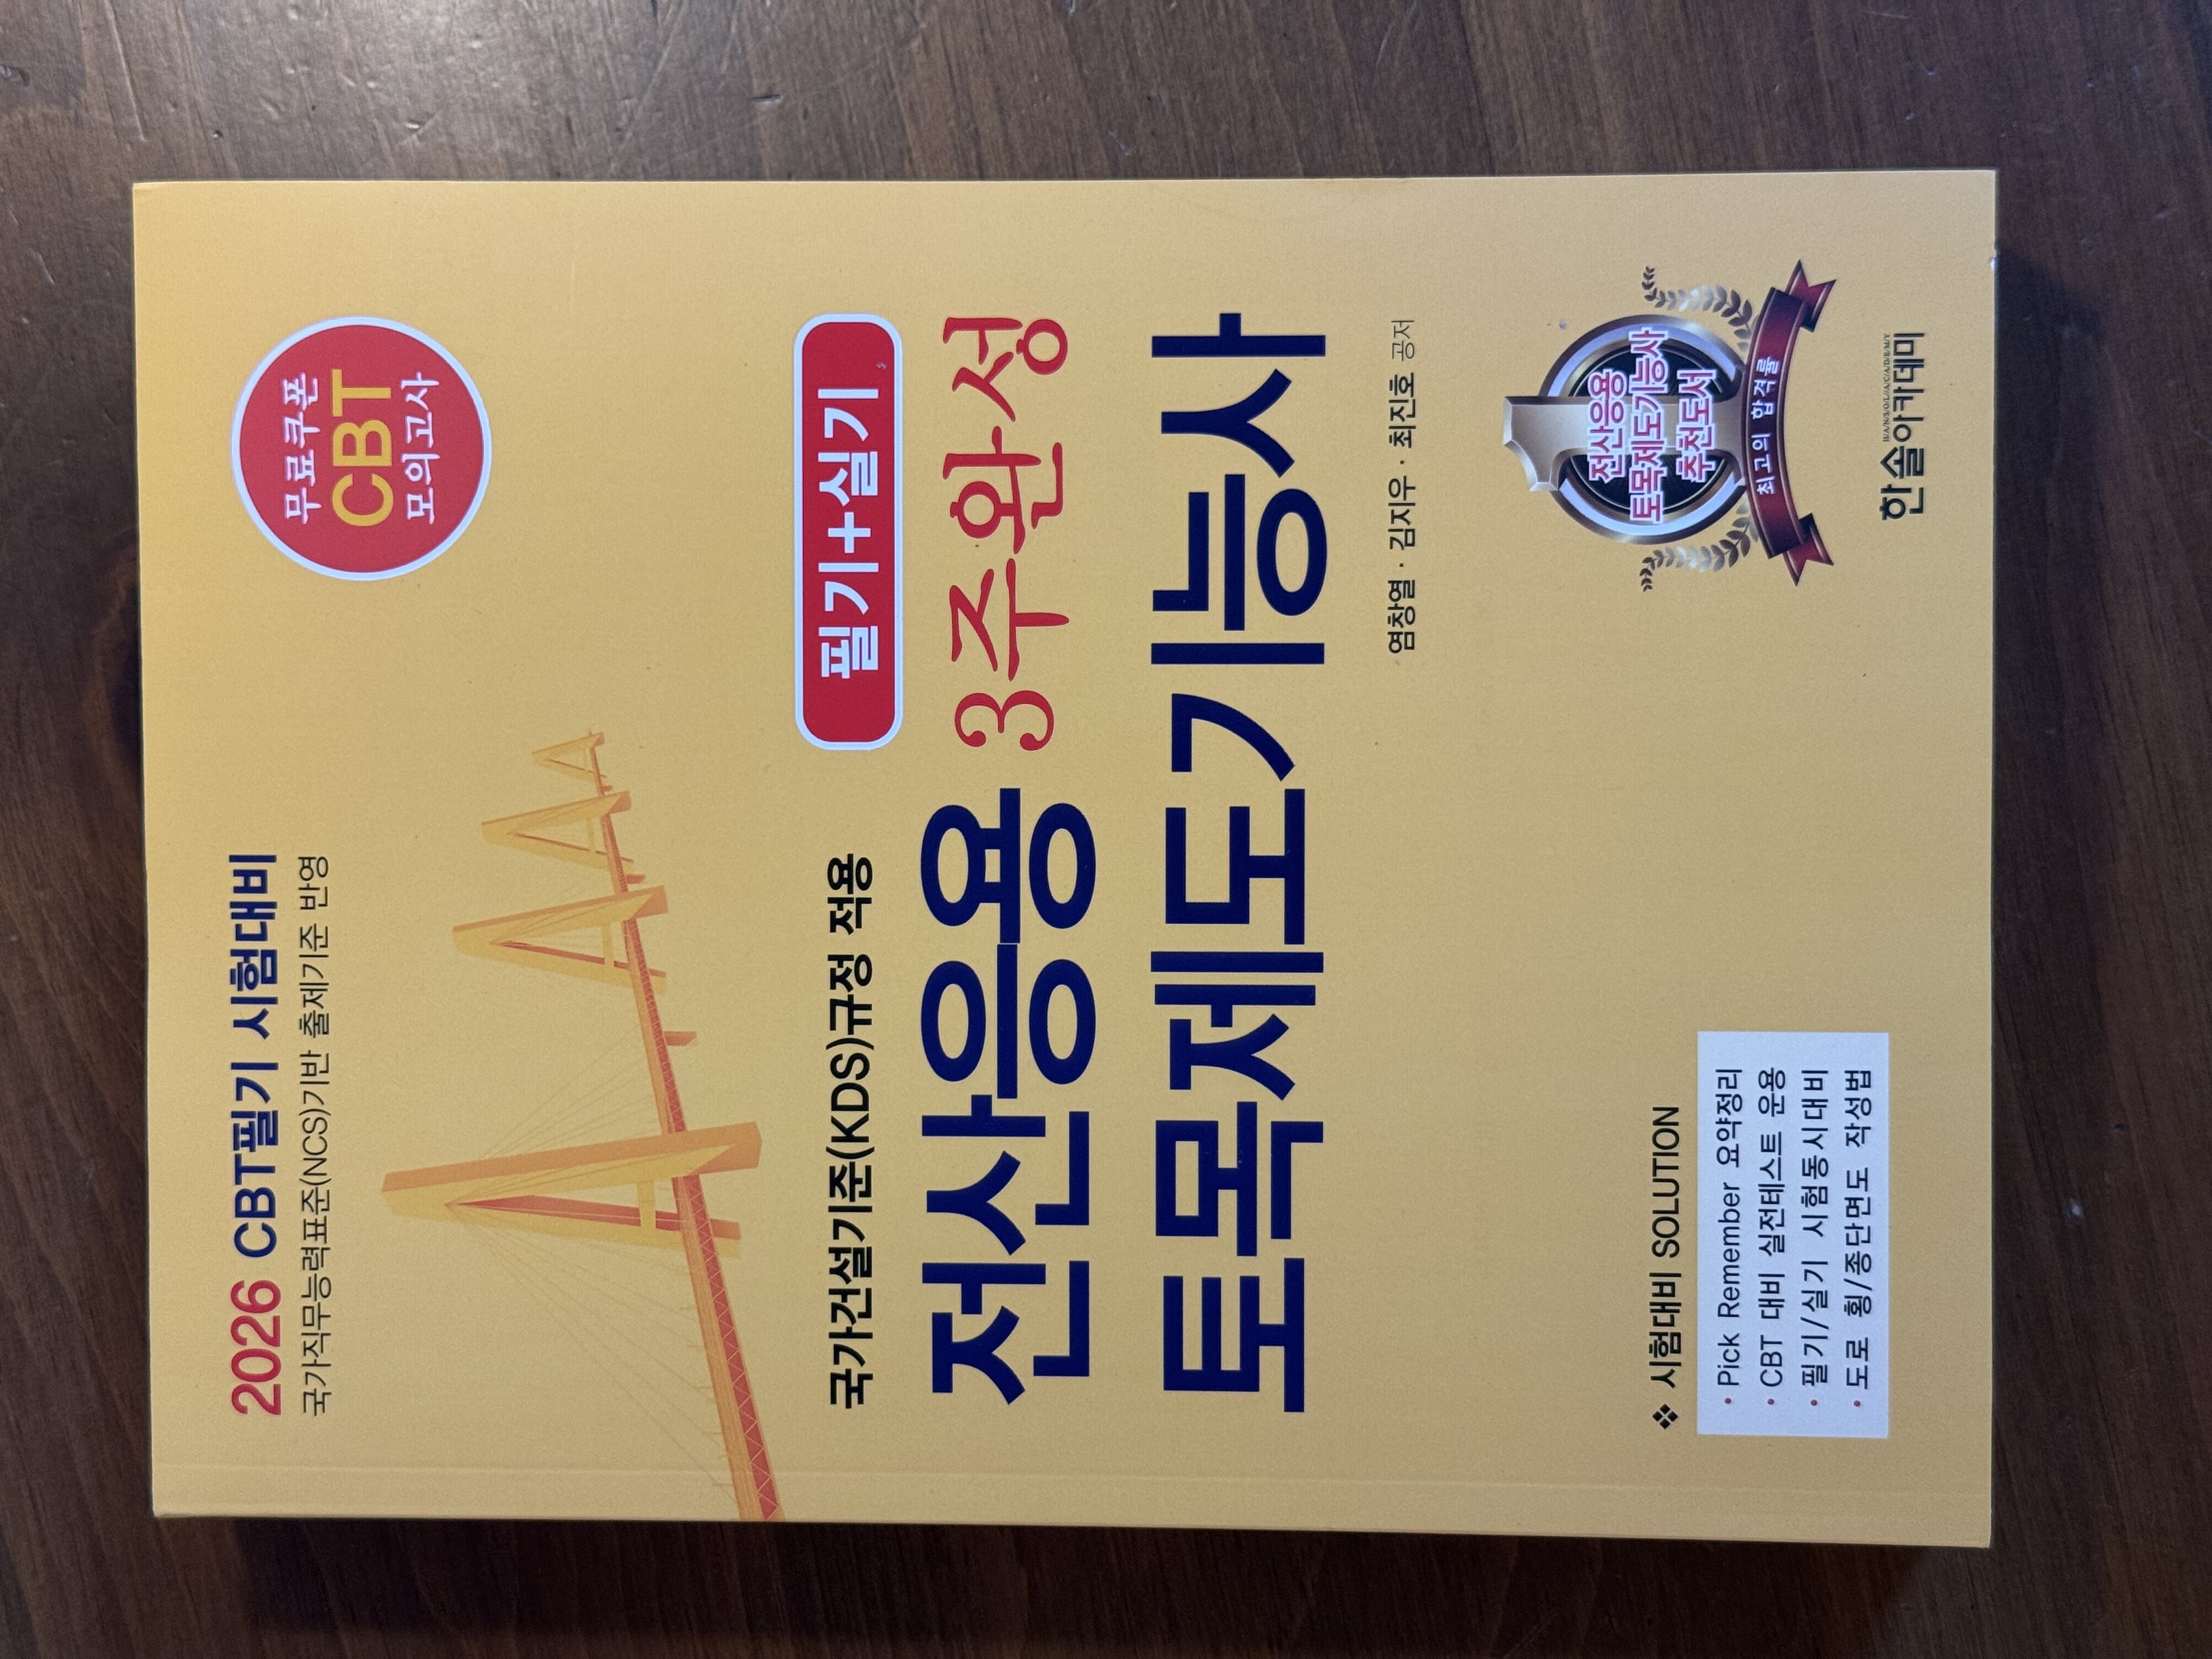 2026 CBT필기 시험대비
국가직무능력표준(NCS)기반 출제기준 반영
무료쿠폰
CBT
모의고사
국가건설기준(KDS)규정 적용
필기+실기
전산응용 3주완성
토목제도기능사
염창열 · 김지우 · 최진호 공저
❖ 시험대비 SOLUTION
• Pick Remember 요약정리
• CBT 대비 실전테스트 운용
• 필기/실기 시험동시대비
• 도로 횡/종단면도 작성법
1
전산응용
토목제도기능사
추천도서
최고의 합격률
H/A/N/S/O/L/A/C/A/D/E/M/Y
한솔아카데미